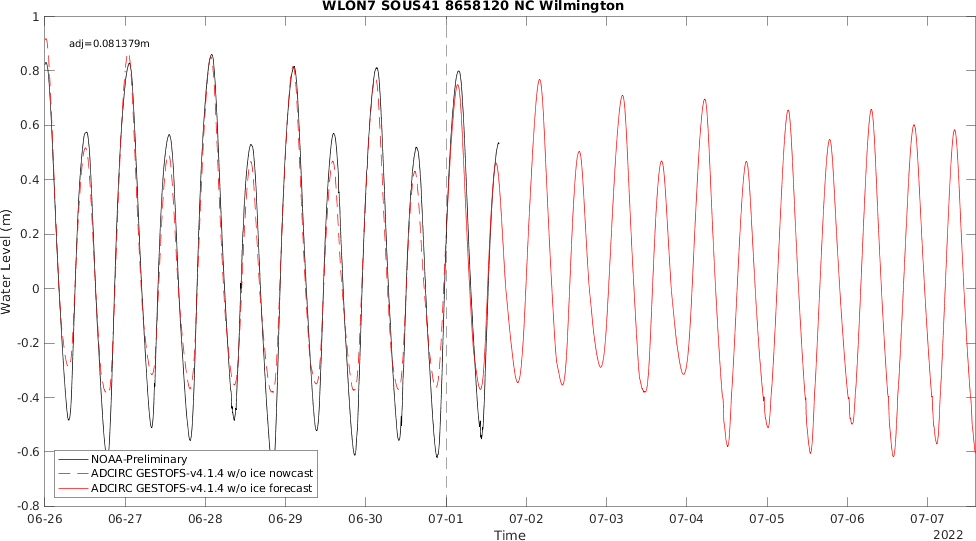 WLON7 SOUS41 8658120 NC Wilmington
adj=0.081379m
1
0.8
0.6
0.4
0.2
0
-0.2
-0.4
-0.6
-0.8
Water Level (m)
NOAA-Preliminary
ADCIRC GESTOFS-v4.1.4 w/o ice nowcast
ADCIRC GESTOFS-v4.1.4 w/o ice forecast
06-26 06-27 06-28 06-29 06-30 07-01 07-02 07-03 07-04 07-05 07-06 07-07
Time
2022